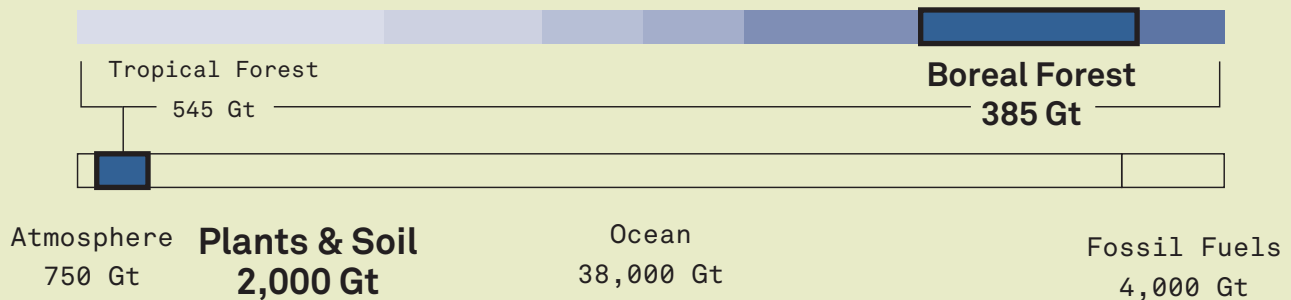 Tropical Forest
545 Gt
Boreal Forest
385 Gt
Atmosphere
750 Gt
Plants & Soil
2,000 Gt
Ocean
38,000 Gt
Fossil Fuels
4,000 Gt